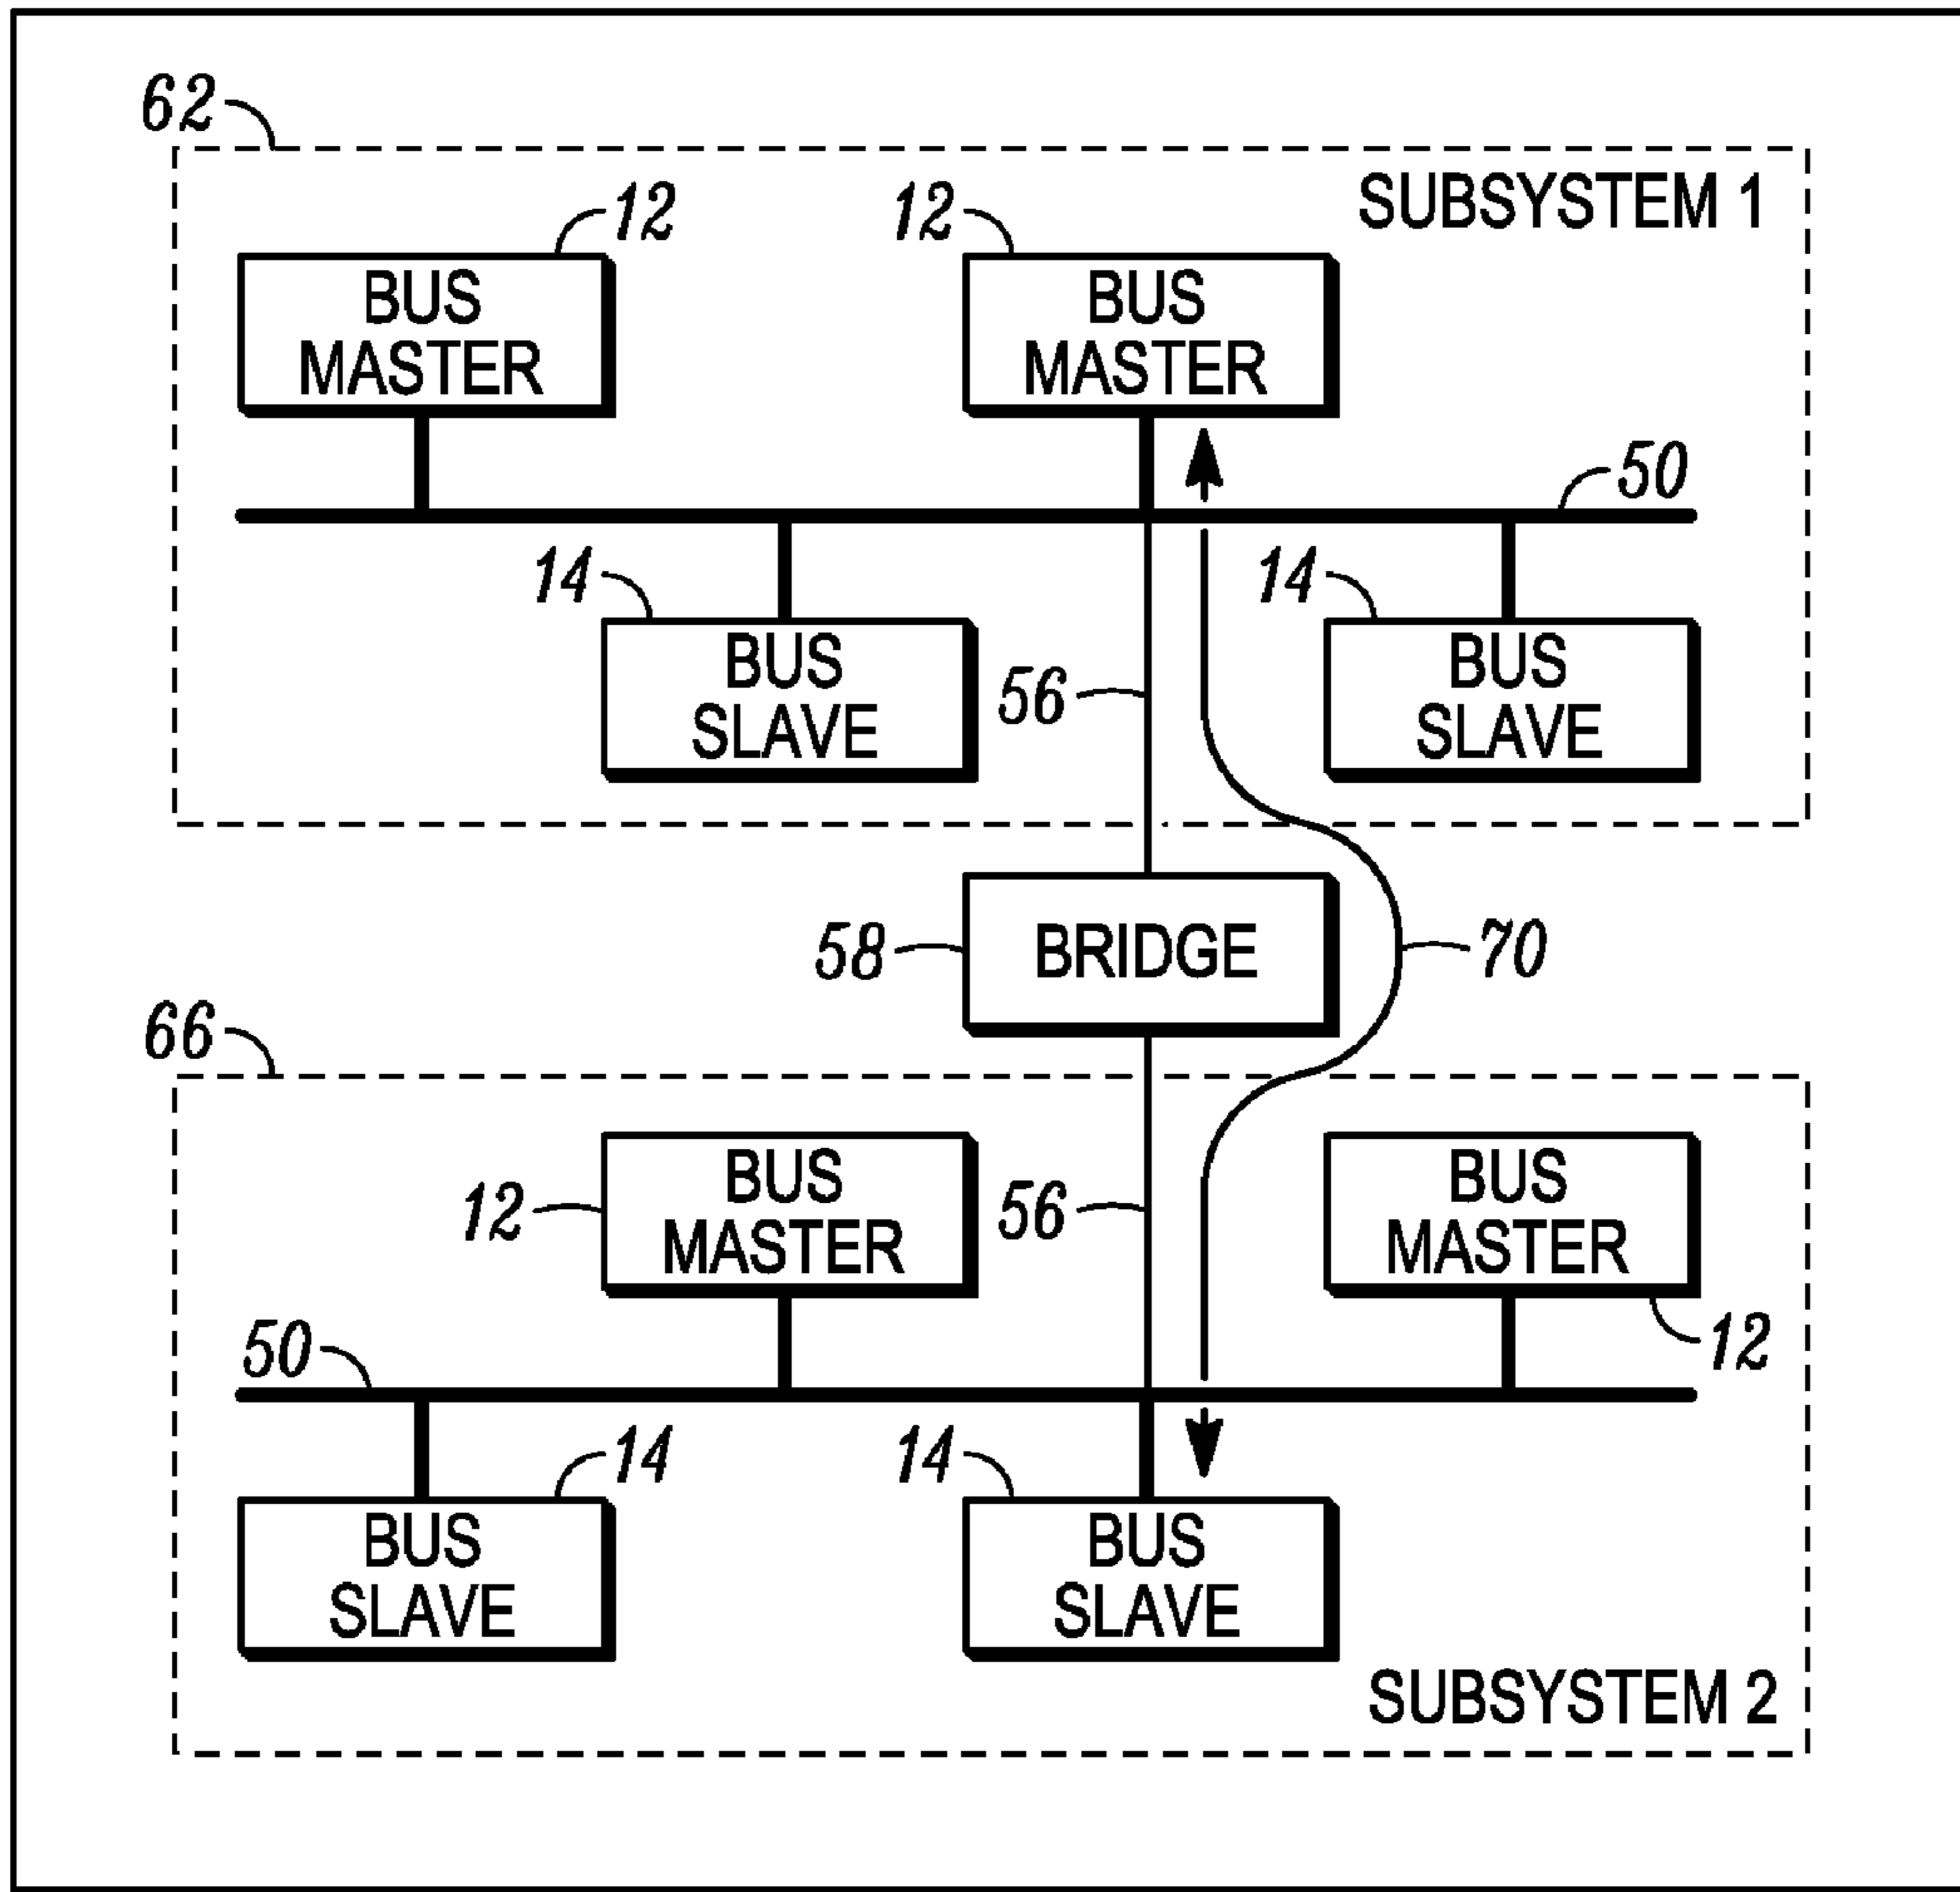 62
SUBSYSTEM 1
12
12
BUS
MASTER
BUS
MASTER
50
14
14
BUS
SLAVE
56
BUS
SLAVE
58
BRIDGE
70
66
12
BUS
MASTER
56
BUS
MASTER
12
50
14
14
BUS
SLAVE
BUS
SLAVE
SUBSYSTEM 2